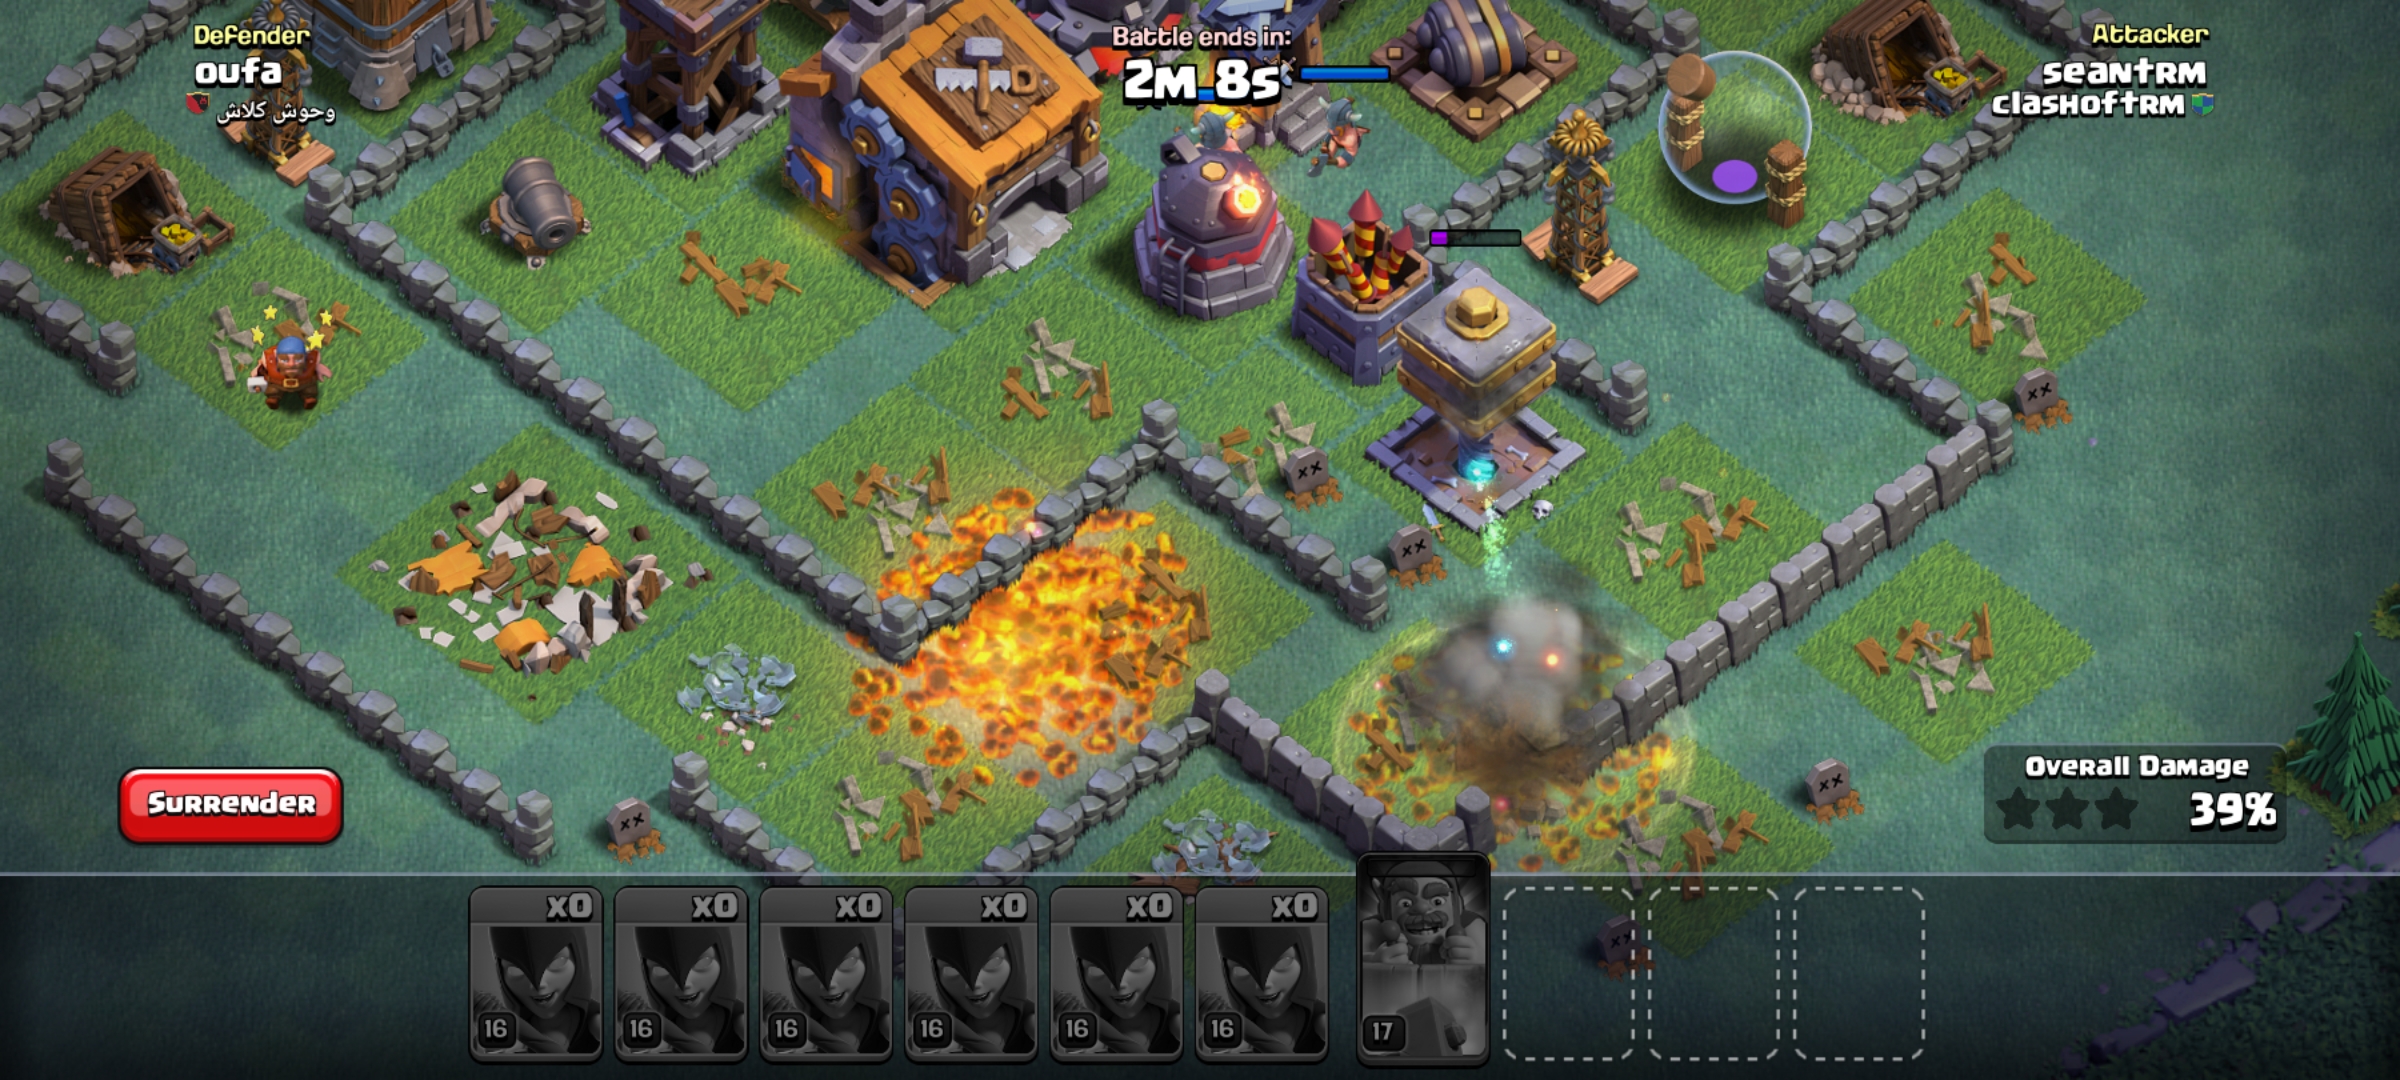 Defender
oufa
وحوش كلاش
Battle ends in:
2M 8s
Attacker
seantRM
clashoftRM
Surrender
Overall Damage
39%
x0
x0
x0
x0
x0
x0
16
16
16
16
16
16
17